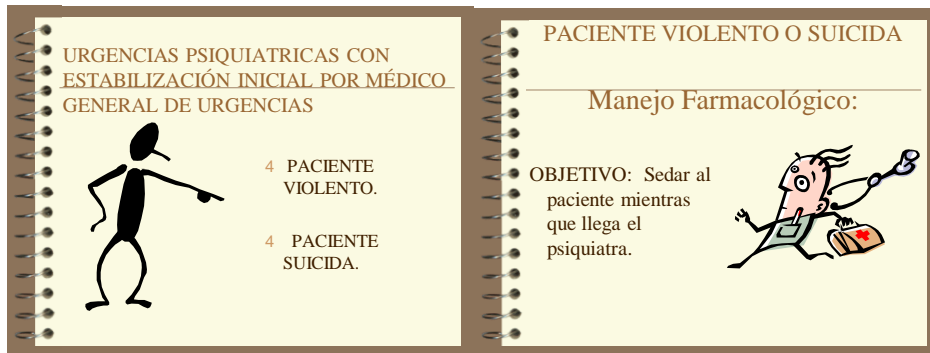 URGENCIAS PSIQUIATRICAS CON
ESTABILIZACIÓN INICIAL POR MÉDICO
GENERAL DE URGENCIAS
4 PACIENTE
VIOLENTO.
4 PACIENTE
SUICIDA.
PACIENTE VIOLENTO O SUICIDA
Manejo Farmacológico:
OBJETIVO: Sedar al
paciente mientras
que llega el
psiquiatra.